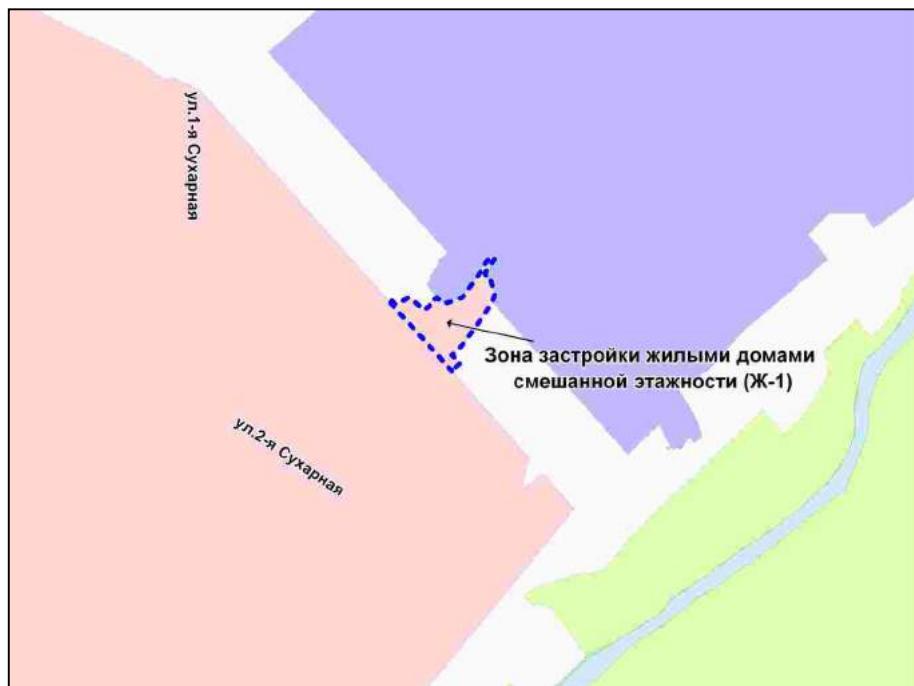 ул.1-я Сухарная
Зона застройки жилыми домами
смешанной этажности (Ж-1)
ул.2-я Сухарная